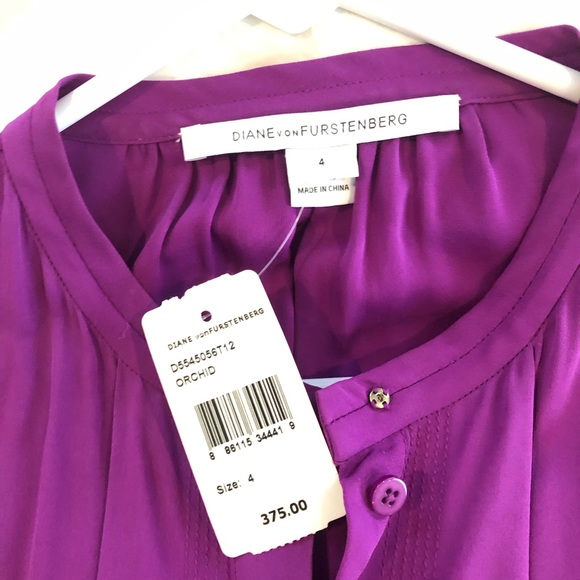 DIANE VON FURSTENBERG
4
MADE IN CHINA
DIANE VON FURSTENBERG
D5545056T12
ORCHID
8 86115 34441 9
Size: 4
375.00